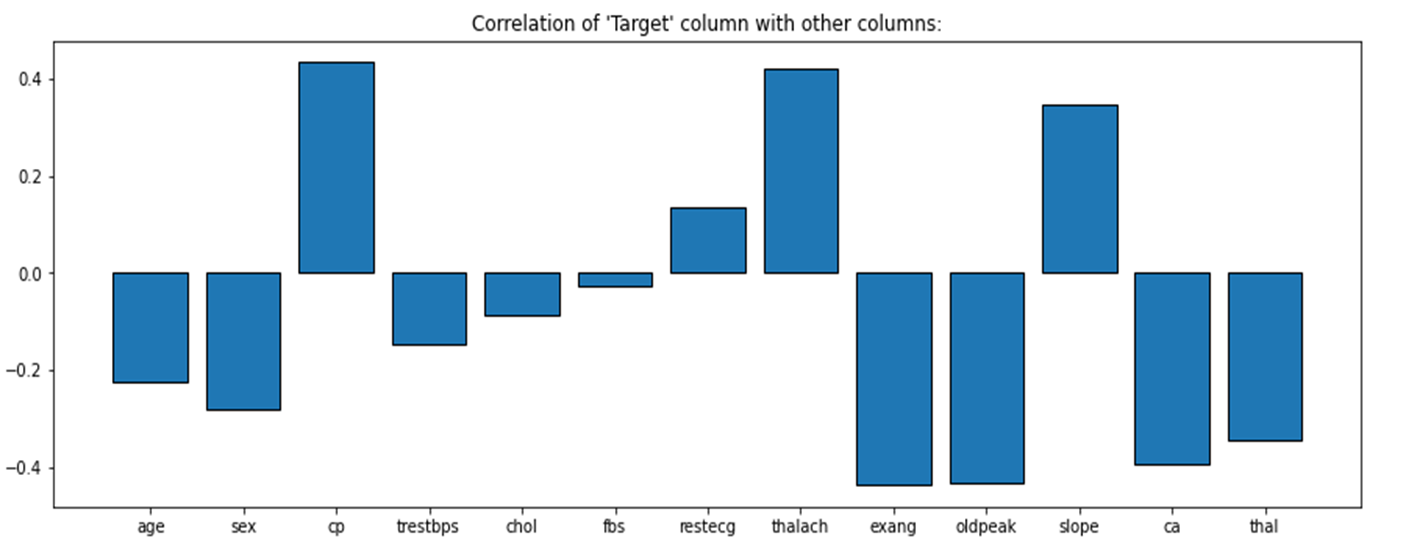 Correlation of 'Target' column with other columns:
0.4
0.2
0.0
−0.2
−0.4
age sex cp trestbps chol fbs restecg thalach exang oldpeak slope ca thal